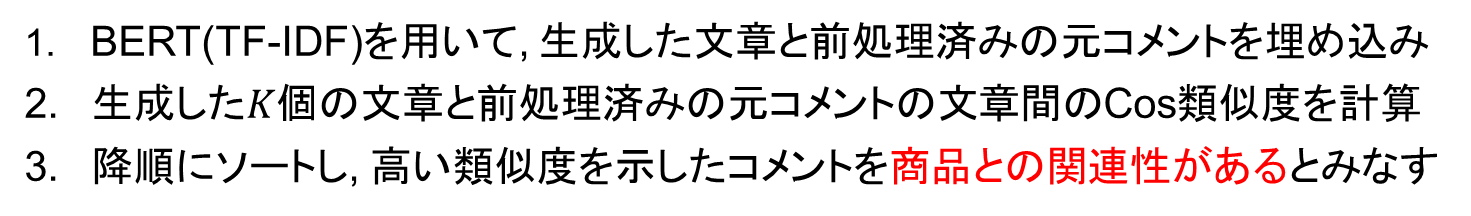 1. BERT(TF-IDF)を用いて, 生成した文章と前処理済みの元コメントを埋め込み
2. 生成したK個の文章と前処理済みの元コメントの文章間のCos類似度を計算
3. 降順にソートし, 高い類似度を示したコメントを商品との関連性があるとみなす